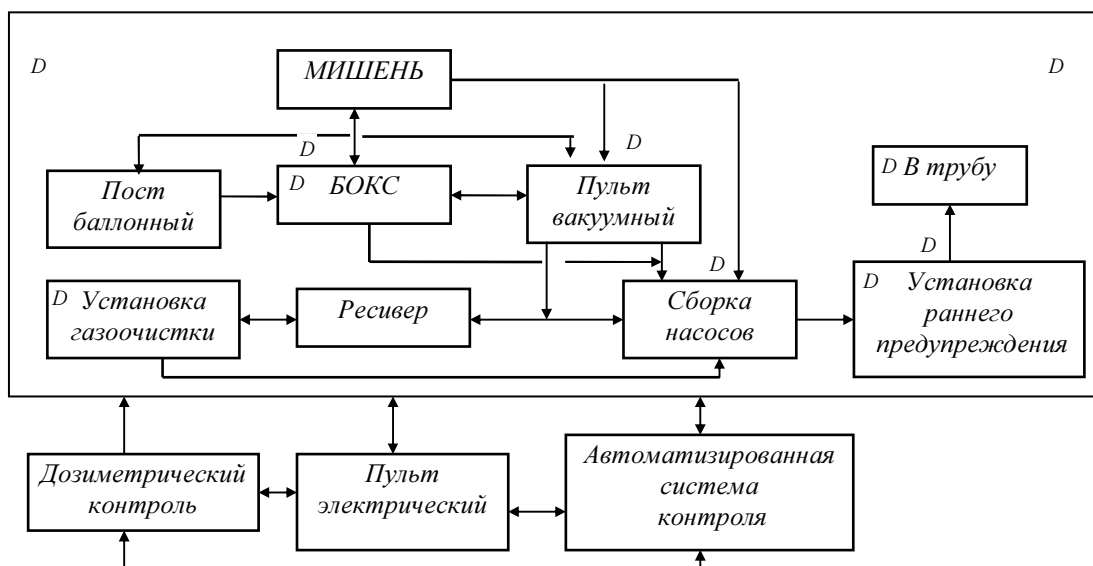 D
D
МИШЕНЬ
D
D
Пост
баллонный
D БОКС
Пульт
вакуумный
D В трубу
D
D
D Установка
газоочистки
Ресивер
Сборка
насосов
D Установка
раннего
предупреждения
Дозиметрический
контроль
Пульт
электрический
Автоматизированная
система
контроля